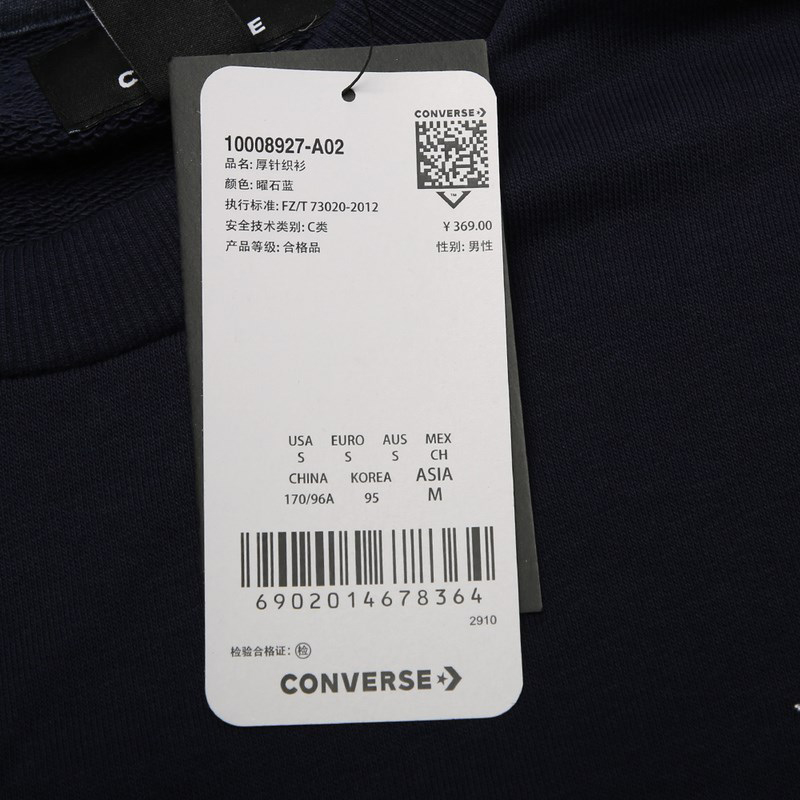 C E
CONVERSE
10008927-A02
品名: 厚针织衫
颜色: 曜石蓝
执行标准: FZ/T 73020-2012
安全技术类别: C类
¥ 369.00
产品等级: 合格品
性别: 男性
USA EURO AUS MEX
S S S CH
CHINA KOREA ASIA
170/96A 95 M
6902014678364
2910
检验合格证: 检
CONVERSE